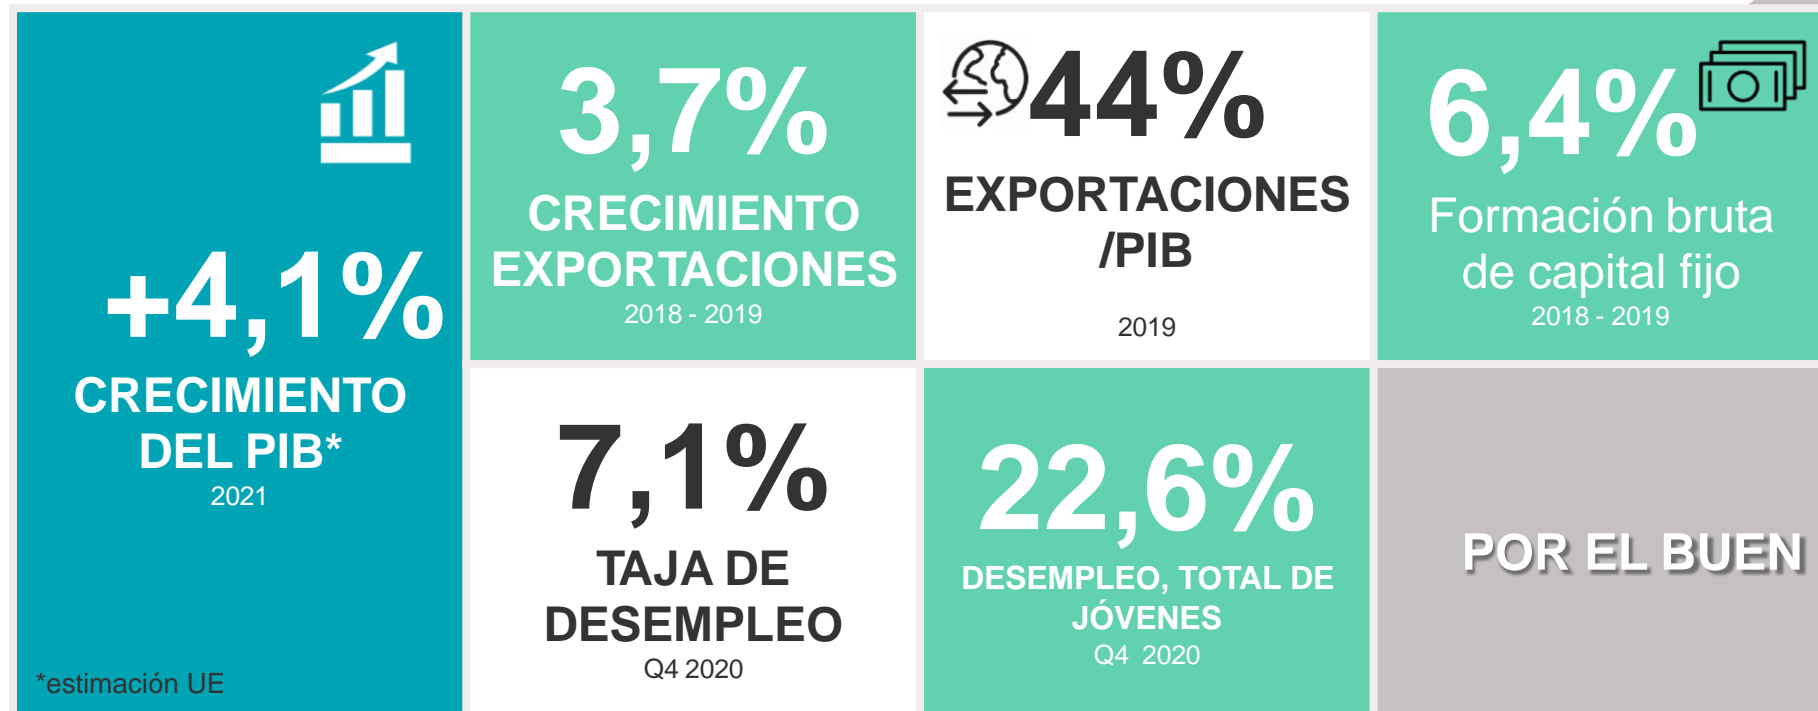 +4,1%
CRECIMIENTO
DEL PIB*
2021
*estimación UE
3,7%
CRECIMIENTO
EXPORTACIONES
2018 - 2019
44%
EXPORTACIONES
/PIB
2019
6,4%
Formación bruta
de capital fijo
2018 - 2019
7,1%
TAJA DE
DESEMPLEO
Q4 2020
22,6%
DESEMPLEO, TOTAL DE
JÓVENES
Q4 2020
POR EL BUEN